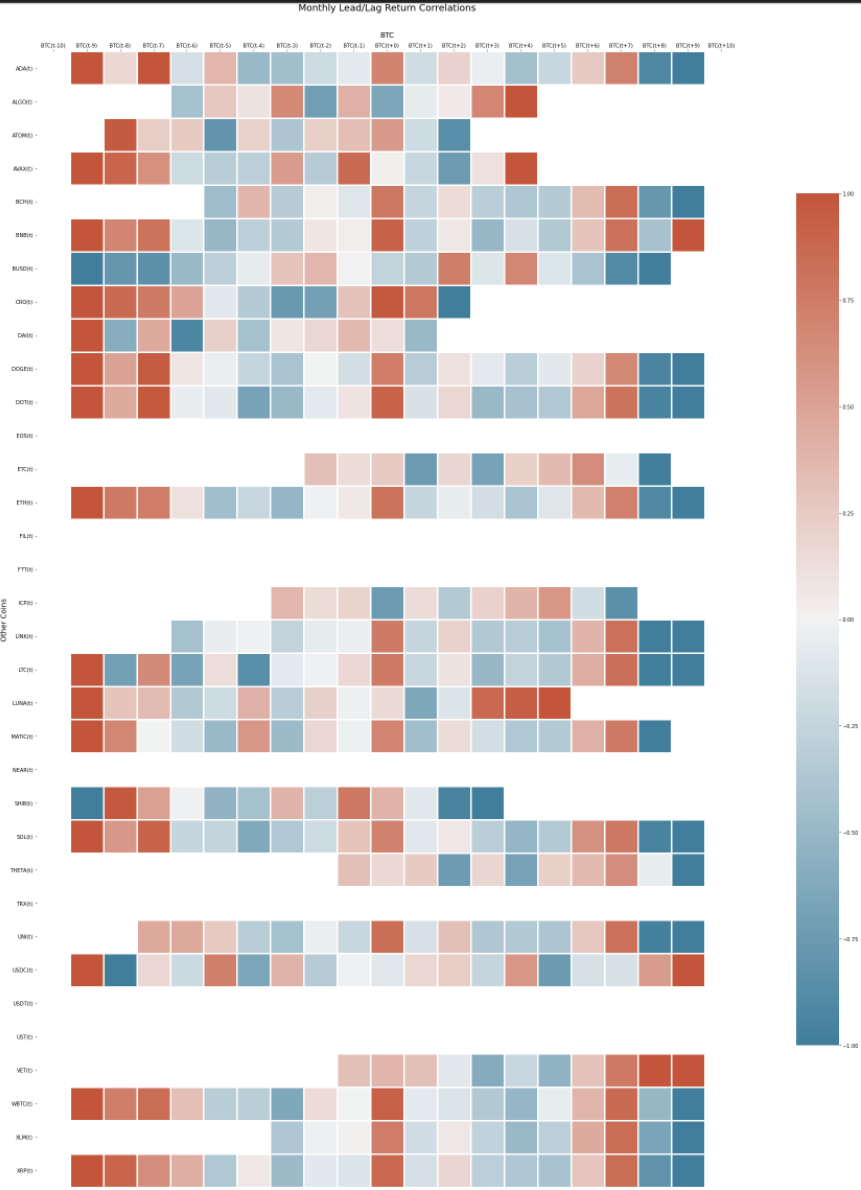 Monthly Lead/Lag Return Correlations
BTC
BTC(t-10) BTC(t-9) BTC(t-8) BTC(t-7) BTC(t-6) BTC(t-5) BTC(t-4) BTC(t-3) BTC(t-2) BTC(t-1) BTC(t+0) BTC(t+1) BTC(t+2) BTC(t+3) BTC(t+4) BTC(t+5) BTC(t+6) BTC(t+7) BTC(t+8) BTC(t+9) BTC(t+10)
Other Coins
ADA(t)
ALGO(t)
ATOM(t)
AVAX(t)
BCH(t)
BNB(t)
BUSD(t)
CRO(t)
DAI(t)
DOGE(t)
DOT(t)
EOS(t)
ETC(t)
ETH(t)
FIL(t)
FTT(t)
ICP(t)
LINK(t)
LTC(t)
LUNA(t)
MATIC(t)
NEAR(t)
SHIB(t)
SOL(t)
THETA(t)
TRX(t)
UNI(t)
USDC(t)
USDT(t)
UST(t)
VET(t)
WBTC(t)
XLM(t)
XRP(t)
1.00
0.75
0.50
0.25
0.00
−0.25
−0.50
−0.75
−1.00